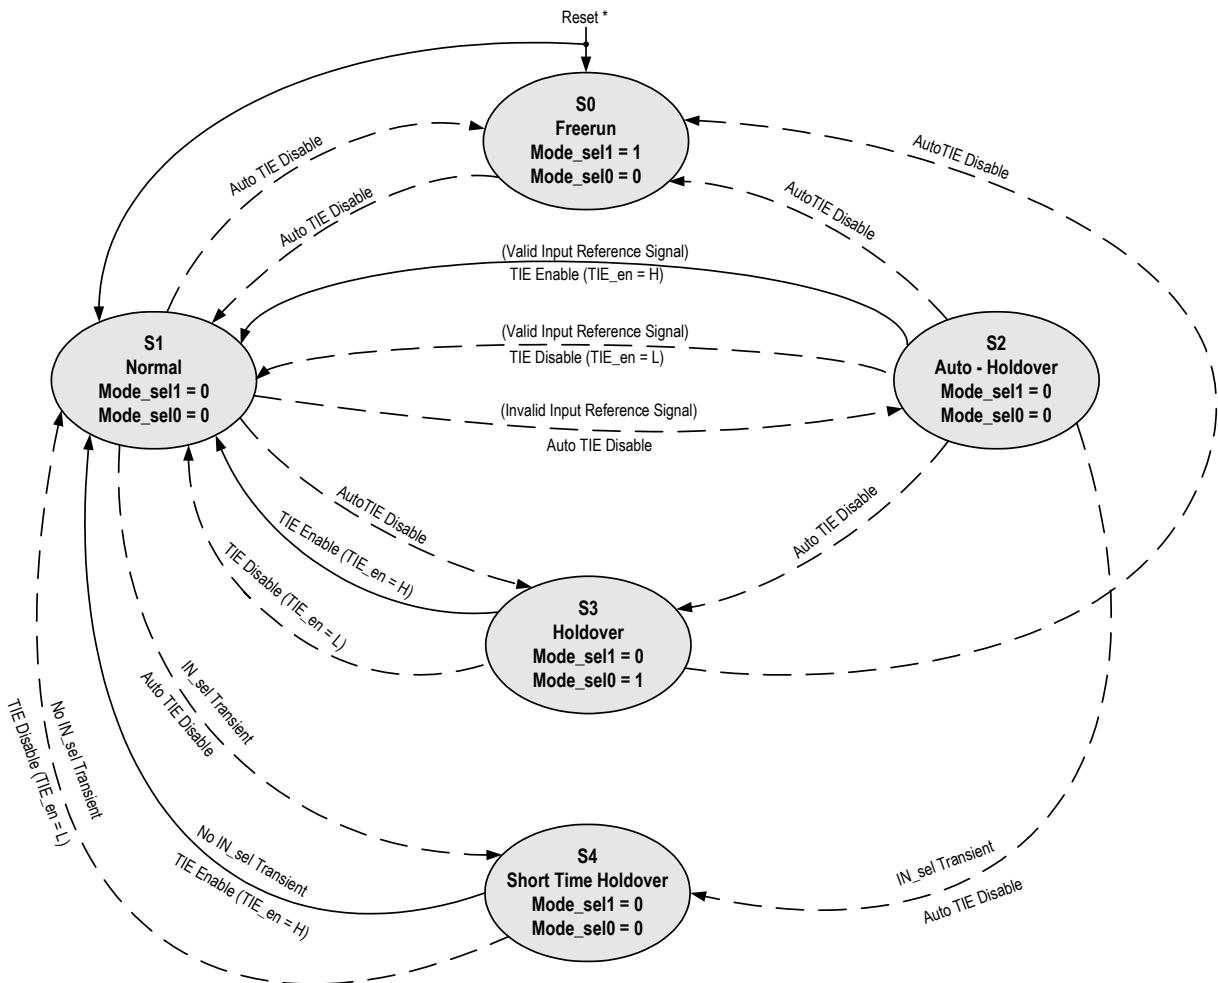 Reset *
S0
Freerun
Mode_sel1 = 1
Mode_sel0 = 0
Auto TIE Disable
Auto TIE Disable
AutoTIE Disable
AutoTIE Disable
(Valid Input Reference Signal)
TIE Enable (TIE_en = H)
(Valid Input Reference Signal)
TIE Disable (TIE_en = L)
(Invalid Input Reference Signal)
Auto TIE Disable
S1
Normal
Mode_sel1 = 0
Mode_sel0 = 0
S2
Auto - Holdover
Mode_sel1 = 0
Mode_sel0 = 0
AutoTIE Disable
TIE Enable (TIE_en = H)
TIE Disable (TIE_en = L)
Auto TIE Disable
S3
Holdover
Mode_sel1 = 0
Mode_sel0 = 1
IN_sel Transient
Auto TIE Disable
No IN_sel Transient
TIE Disable (TIE_en = L)
No IN_sel Transient
TIE Enable (TIE_en = H)
S4
Short Time Holdover
Mode_sel1 = 0
Mode_sel0 = 0
IN_sel Transient
Auto TIE Disable